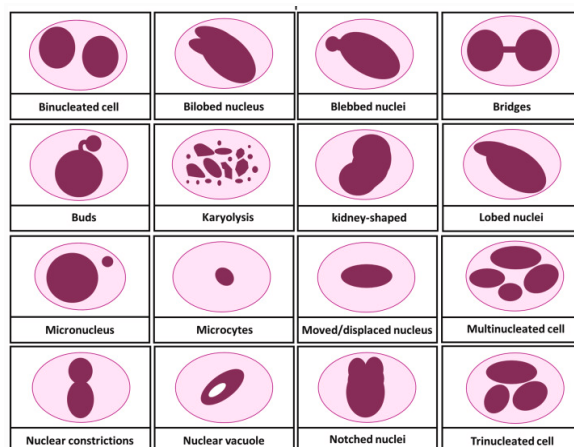 Binucleated cell
Bilobed nucleus
Blebbed nuclei
Bridges
Buds
Karyolysis
kidney-shaped
Lobed nuclei
Micronucleus
Microcytes
Moved/displaced nucleus
Multinucleated cell
Nuclear constrictions
Nuclear vacuole
Notched nuclei
Trinucleated cell